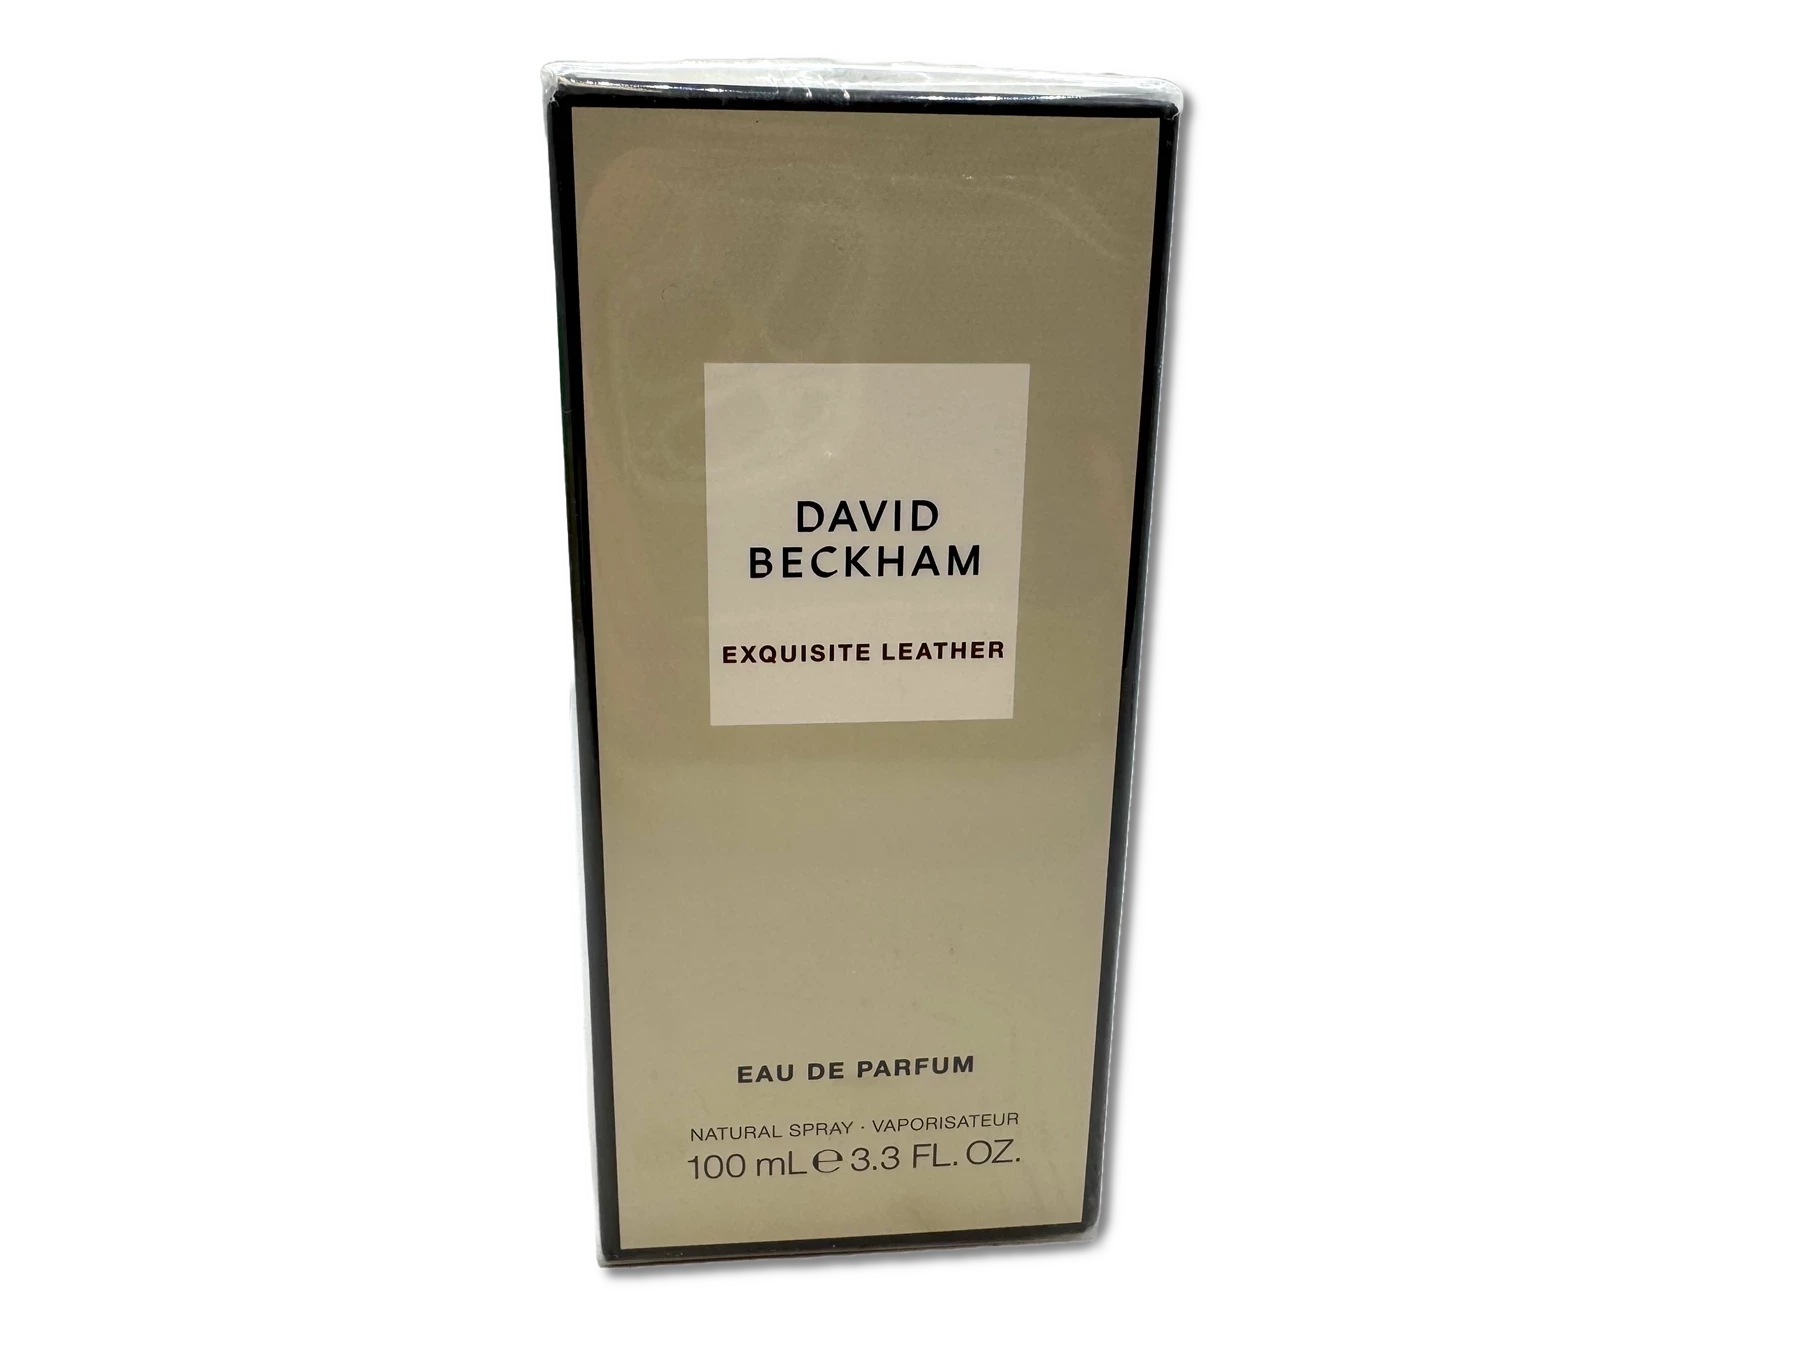 DAVID
BECKHAM
EXQUISITE LEATHER
EAU DE PARFUM
NATURAL SPRAY · VAPORISATEUR
100 mL ℮ 3.3 FL. OZ.